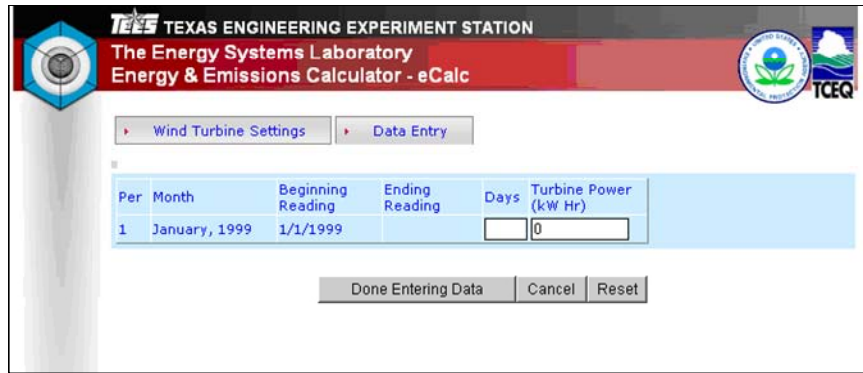 TEES TEXAS ENGINEERING EXPERIMENT STATION
The Energy Systems Laboratory
Energy & Emissions Calculator - eCalc
UNITED STATES
TCEQ
Wind Turbine Settings
Data Entry
Per Month Beginning Reading Ending Reading Days Turbine Power (kW Hr)
1 January, 1999 1/1/1999 0
Done Entering Data Cancel Reset